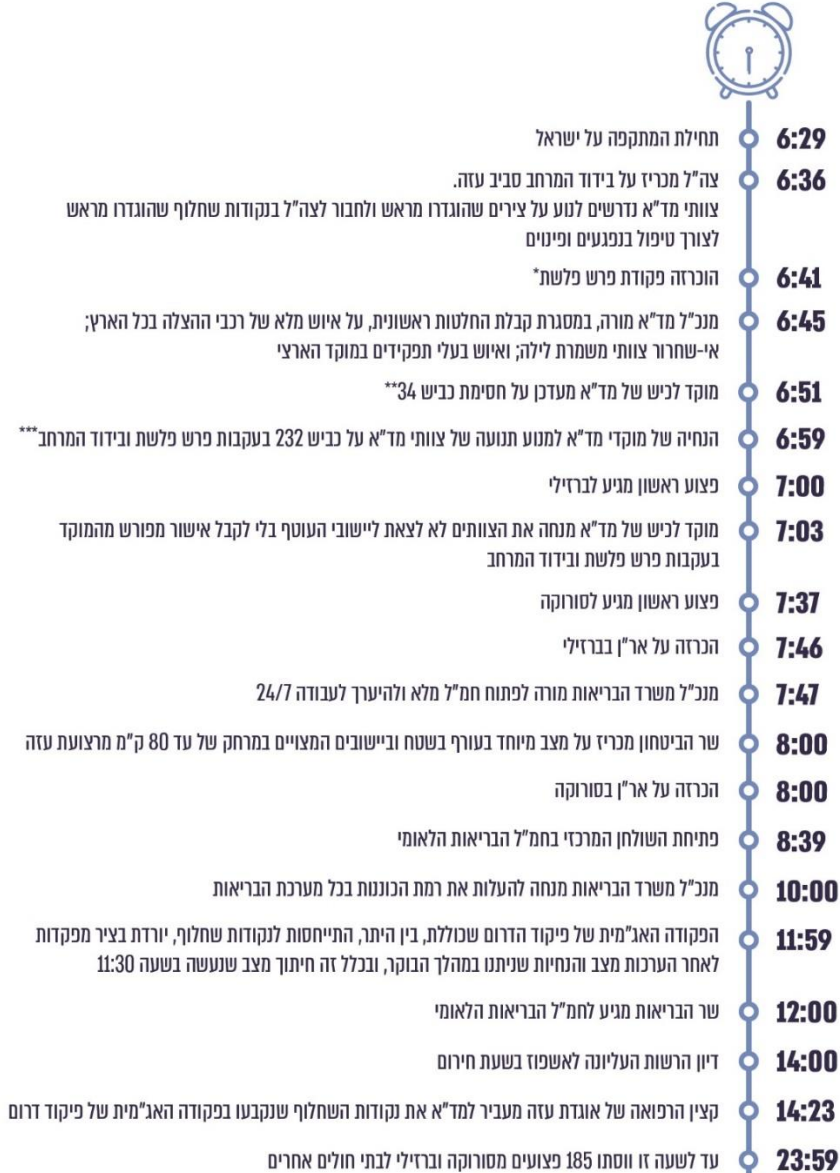 6:29 תחילת המתקפה על ישראל
6:36 צה"ל מכריז על בידוד המרחב סביב עזה.
צוותי מד"א נדרשים לנוע על צירים שהוגדרו מראש ולחבור לצה"ל בנקודות שחלוף שהוגדרו מראש
לצורך טיפול בנפגעים ופינוים
6:41 הוכרזה פקודת פרש פלשת*
6:45 מנכ"ל מד"א מורה, במסגרת קבלת החלטות ראשונית, על איוש מלא של רכבי ההצלה בכל הארץ;
אי-שחרור צוותי משמרת לילה; ואיוש בעלי תפקידים במוקד הארצי
6:51 מוקד לכיש של מד"א מעדכן על חסימת כביש 34**
6:59 הנחיה של מוקדי מד"א למנוע תנועה של צוותי מד"א על כביש 232 בעקבות פרש פלשת ובידוד המרחב***
7:00 פצוע ראשון מגיע לברזילי
7:03 מוקד לכיש של מד"א מנחה את הצוותים לא לצאת ליישובי העוטף בלי לקבל אישור מפורש מהמוקד
בעקבות פרש פלשת ובידוד המרחב
7:37 פצוע ראשון מגיע לסורוקה
7:46 הכרזה על אר"ן בברזילי
7:47 מנכ"ל משרד הבריאות מורה לפתוח חמ"ל מלא ולהיערך לעבודה 24/7
8:00 שר הביטחון מכריז על מצב מיוחד בעורף בשטח וביישובים המצויים במרחק של עד 80 ק"מ מרצועת עזה
8:00 הכרזה על אר"ן בסורוקה
8:39 פתיחת השולחן המרכזי בחמ"ל הבריאות הלאומי
10:00 מנכ"ל משרד הבריאות מנחה להעלות את רמת הכוננות בכל מערכת הבריאות
11:59 הפקודה האג"מית של פיקוד הדרום שכוללת, בין היתר, התייחסות לנקודות שחלוף, יורדת בציר מפקדות
לאחר הערכות מצב והנחיות שניתנו במהלך הבוקר, ובכלל זה חיתוך מצב שנעשה בשעה 11:30
12:00 שר הבריאות מגיע לחמ"ל הבריאות הלאומי
14:00 דיון הרשות העליונה לאשפוז בשעת חירום
14:23 קצין הרפואה של אוגדת עזה מעביר למד"א את נקודות השחלוף שנקבעו בפקודה האג"מית של פיקוד דרום
23:59 עד לשעה זו ווסתו 185 פצועים מסורוקה וברזילי לבתי חולים אחרים